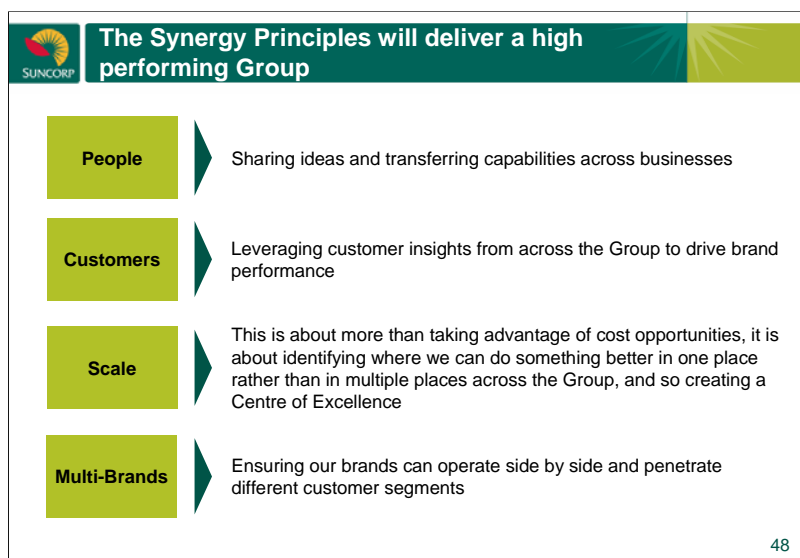 The Synergy Principles will deliver a high
performing Group
SUNCORP
People
Sharing ideas and transferring capabilities across businesses
Customers
Leveraging customer insights from across the Group to drive brand
performance
Scale
This is about more than taking advantage of cost opportunities, it is
about identifying where we can do something better in one place
rather than in multiple places across the Group, and so creating a
Centre of Excellence
Multi-Brands
Ensuring our brands can operate side by side and penetrate
different customer segments
48